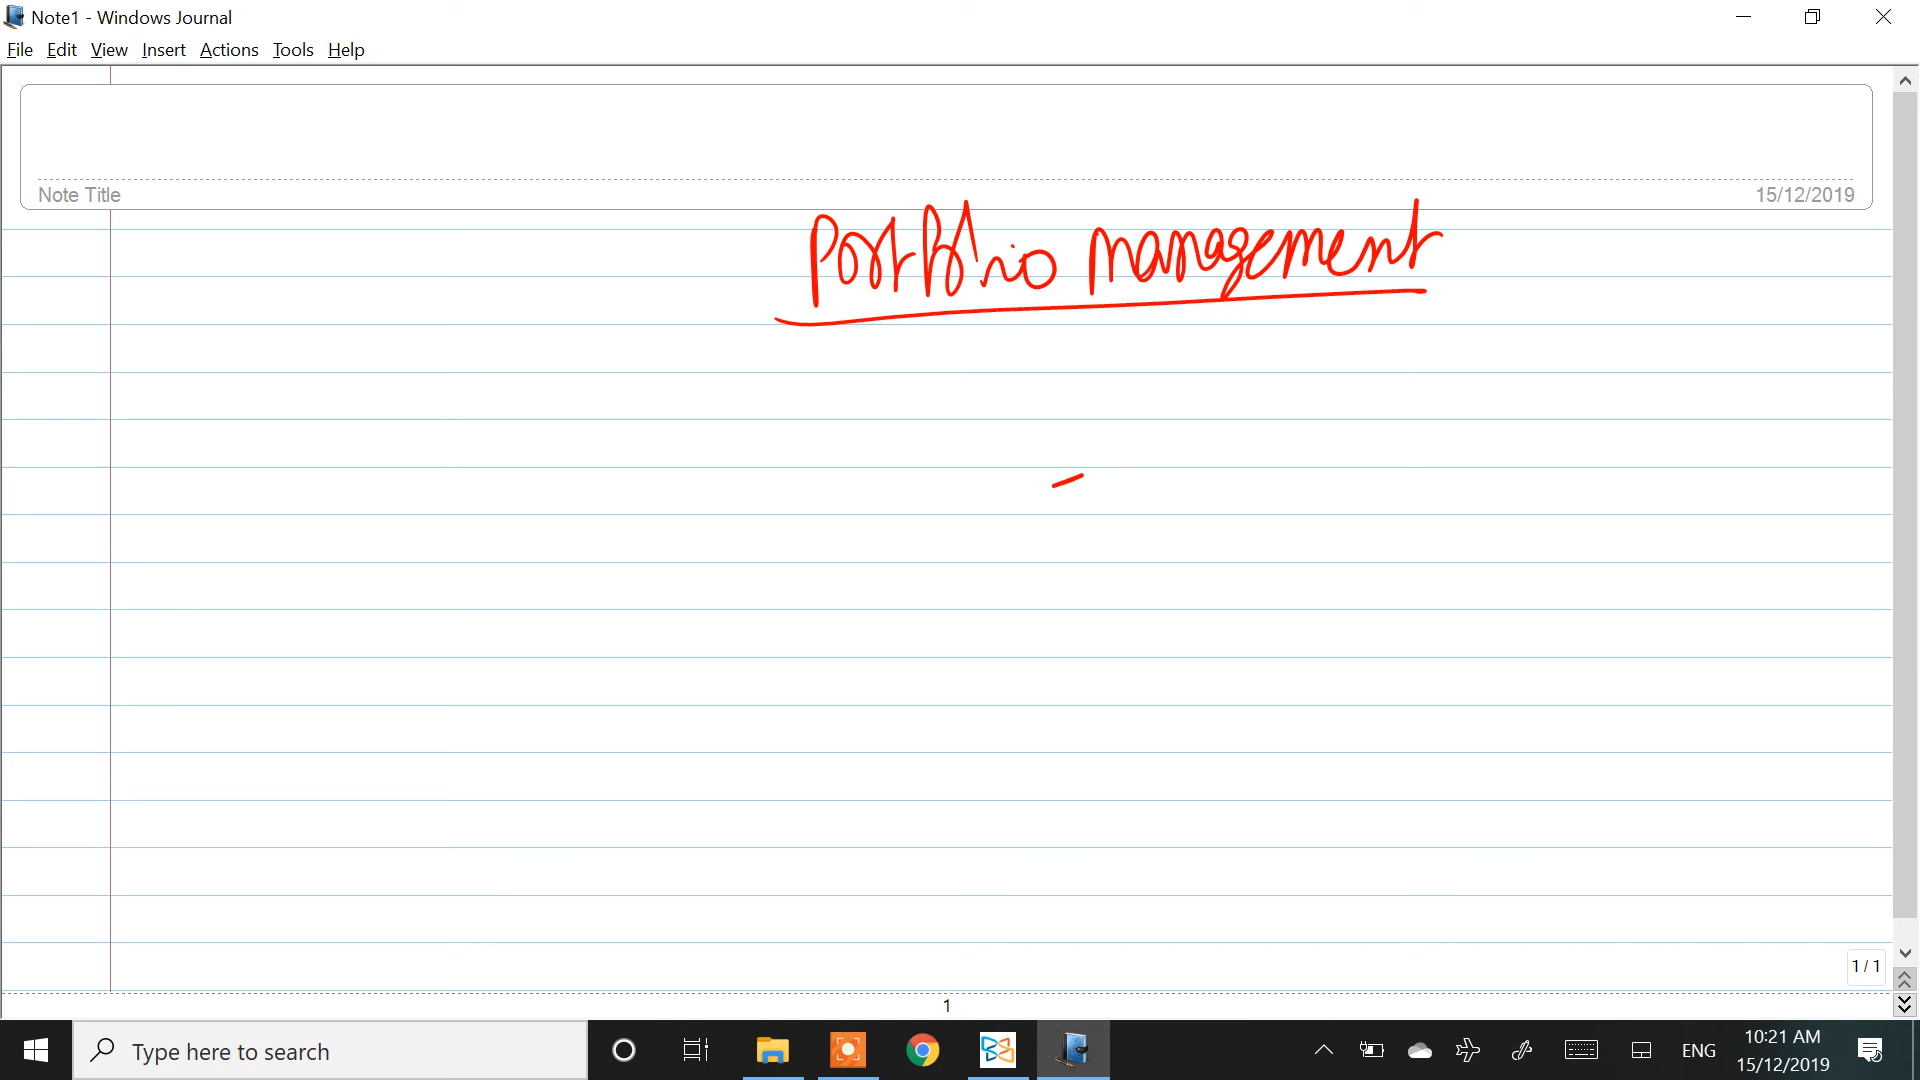 Note1 - Windows Journal
File Edit View Insert Actions Tools Help
Note Title
15/12/2019
Portfolio management
1 / 1
1
Type here to search
ENG
10:21 AM
15/12/2019